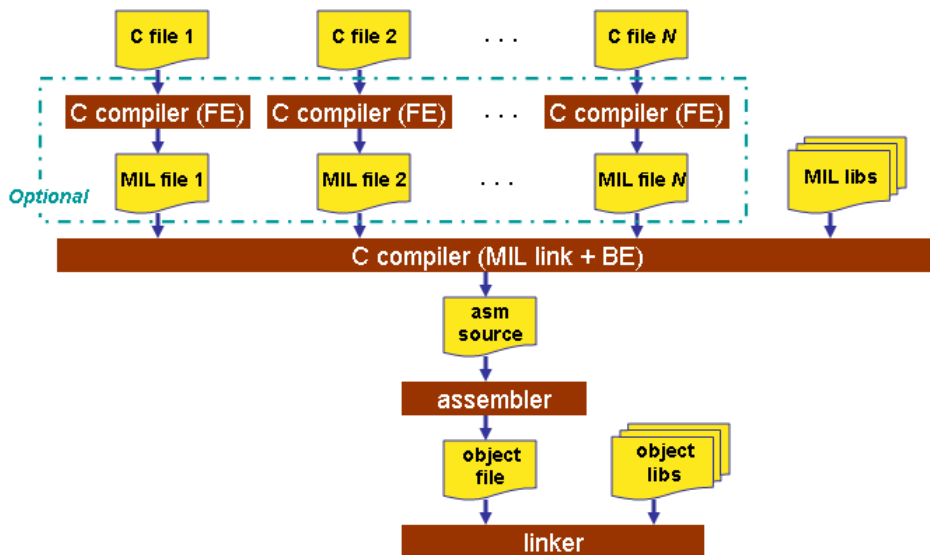 C file 1
C file 2
. . .
C file N
C compiler (FE)
C compiler (FE)
. . .
C compiler (FE)
Optional
MIL file 1
MIL file 2
. . .
MIL file N
MIL libs
C compiler (MIL link + BE)
asm
source
assembler
object
file
object
libs
linker